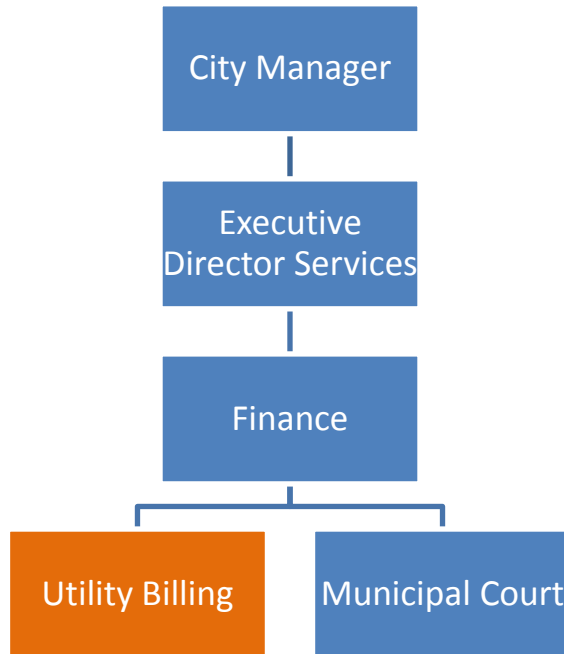 City Manager
Executive
Director Services
Finance
Utility Billing
Municipal Court